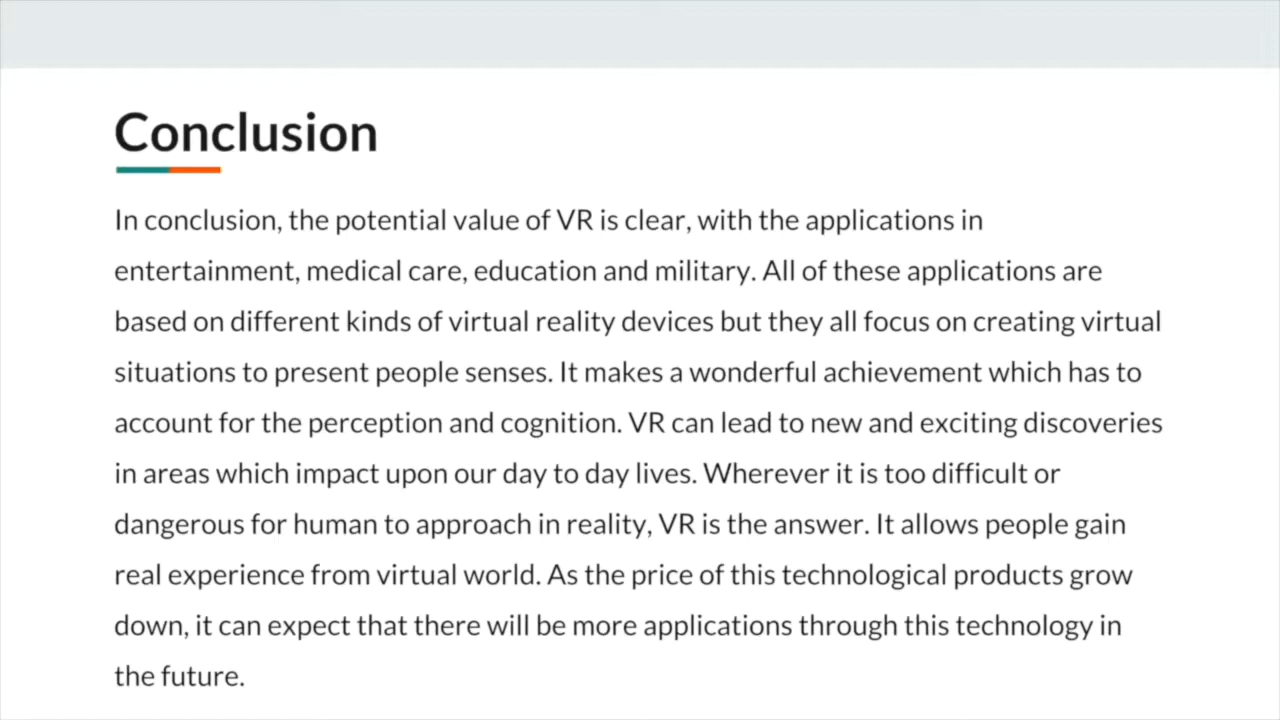 Conclusion
In conclusion, the potential value of VR is clear, with the applications in
entertainment, medical care, education and military. All of these applications are
based on different kinds of virtual reality devices but they all focus on creating virtual
situations to present people senses. It makes a wonderful achievement which has to
account for the perception and cognition. VR can lead to new and exciting discoveries
in areas which impact upon our day to day lives. Wherever it is too difficult or
dangerous for human to approach in reality, VR is the answer. It allows people gain
real experience from virtual world. As the price of this technological products grow
down, it can expect that there will be more applications through this technology in
the future.